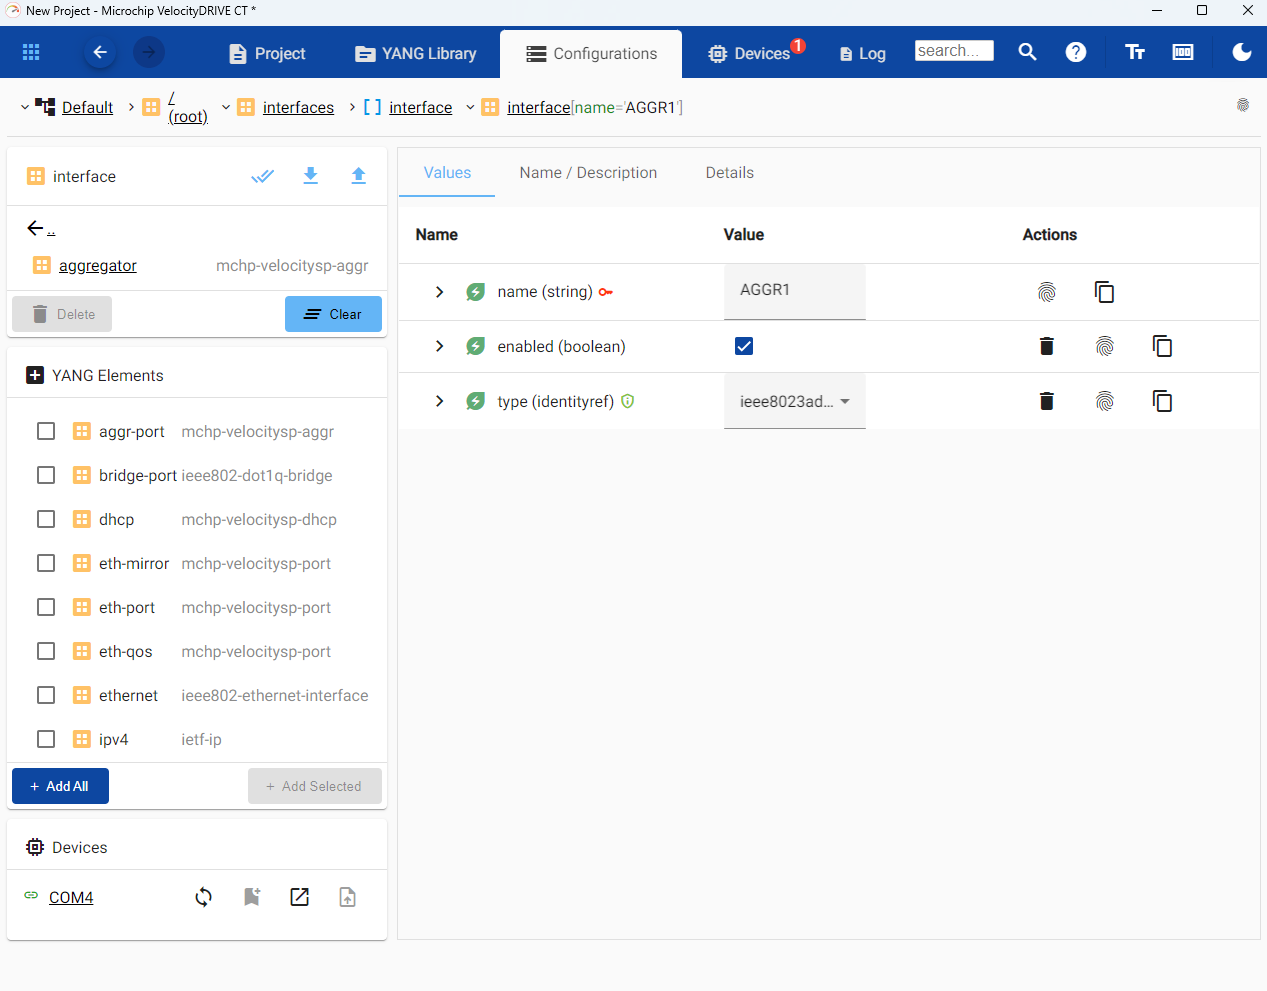 New Project - Microchip VelocityDRIVE CT *
Project
YANG Library
Configurations
Devices
1
Log
search...
Default
/
(root)
interfaces
[ ] interface
interface[name='AGGR1']
interface
..
aggregator mchp-velocitysp-aggr
Delete
Clear
YANG Elements
aggr-port mchp-velocitysp-aggr
bridge-port ieee802-dot1q-bridge
dhcp mchp-velocitysp-dhcp
eth-mirror mchp-velocitysp-port
eth-port mchp-velocitysp-port
eth-qos mchp-velocitysp-port
ethernet ieee802-ethernet-interface
ipv4 ietf-ip
+ Add All
+ Add Selected
Devices
COM4
Values
Name / Description
Details
Name Value Actions
name (string) AGGR1
enabled (boolean)
type (identityref) ieee8023ad...